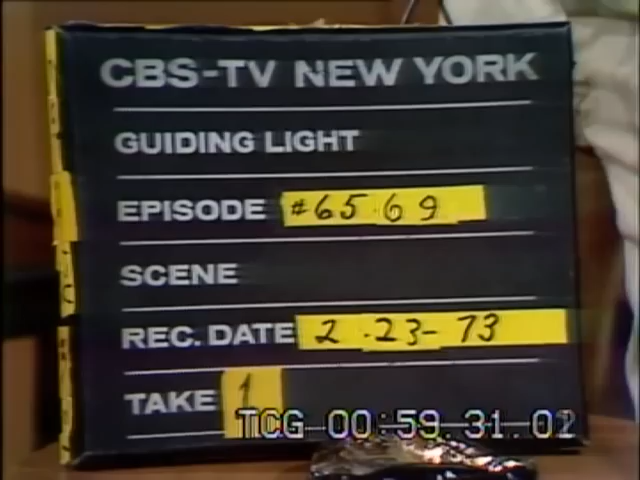 CBS-TV NEW YORK
GUIDING LIGHT
EPISODE #6569
SCENE
REC. DATE 2-23-73
TAKE 1
TCG 00:59.31.02